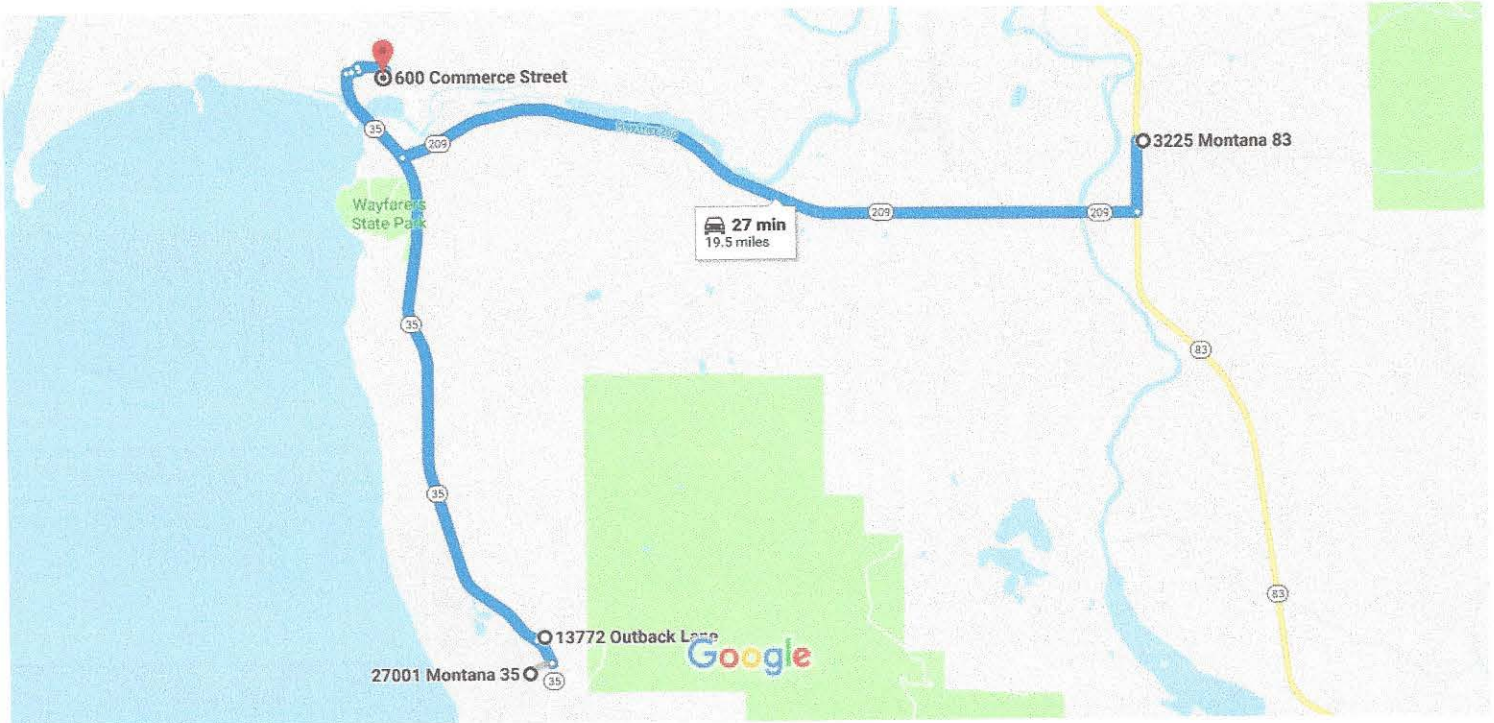 600 Commerce Street
35
209
3225 Montana 83
Wayfarers
State Park
209
209
27 min
19.5 miles
35
83
35
83
13772 Outback Lane
Google
27001 Montana 35
35